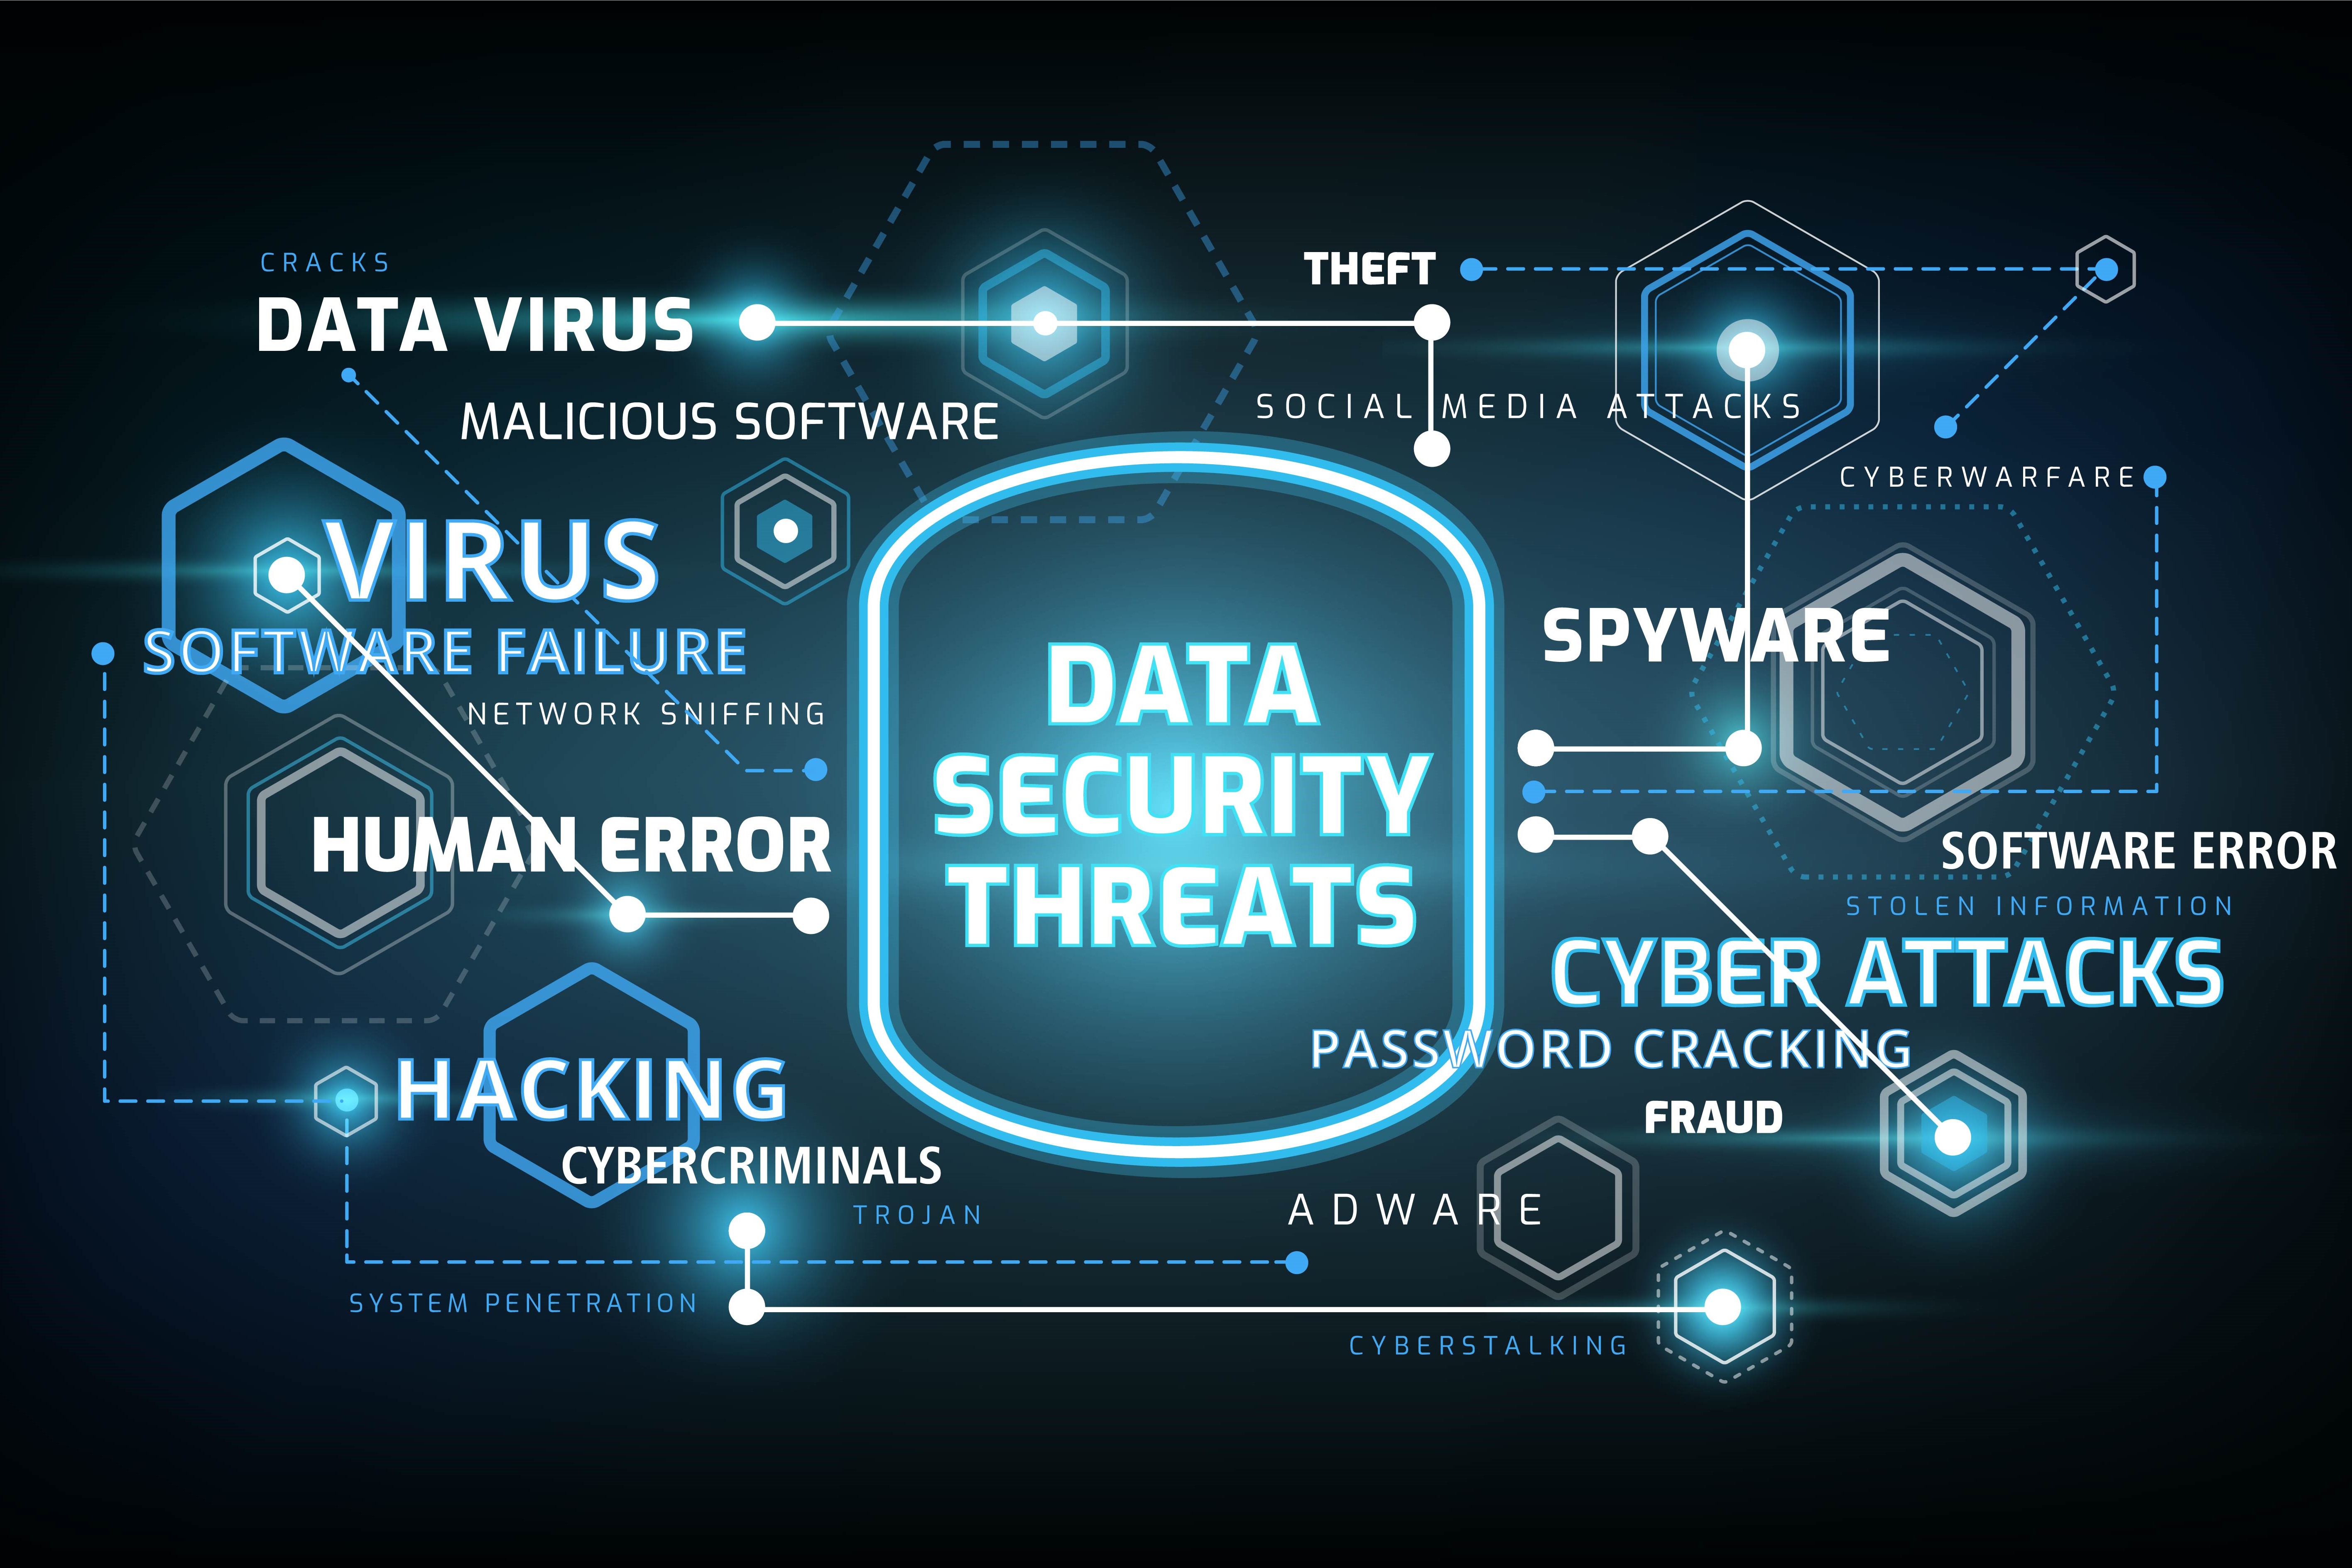 CRACKS
DATA VIRUS
MALICIOUS SOFTWARE
VIRUS
SOFTWARE FAILURE
NETWORK SNIFFING
HUMAN ERROR
HACKING
CYBERCRIMINALS
TROJAN
SYSTEM PENETRATION
DATA
SECURITY
THREATS
THEFT
SOCIAL MEDIA ATTACKS
CYBERWARFARE
SPYWARE
SOFTWARE ERROR
STOLEN INFORMATION
CYBER ATTACKS
PASSWORD CRACKING
FRAUD
ADWARE
CYBERSTALKING